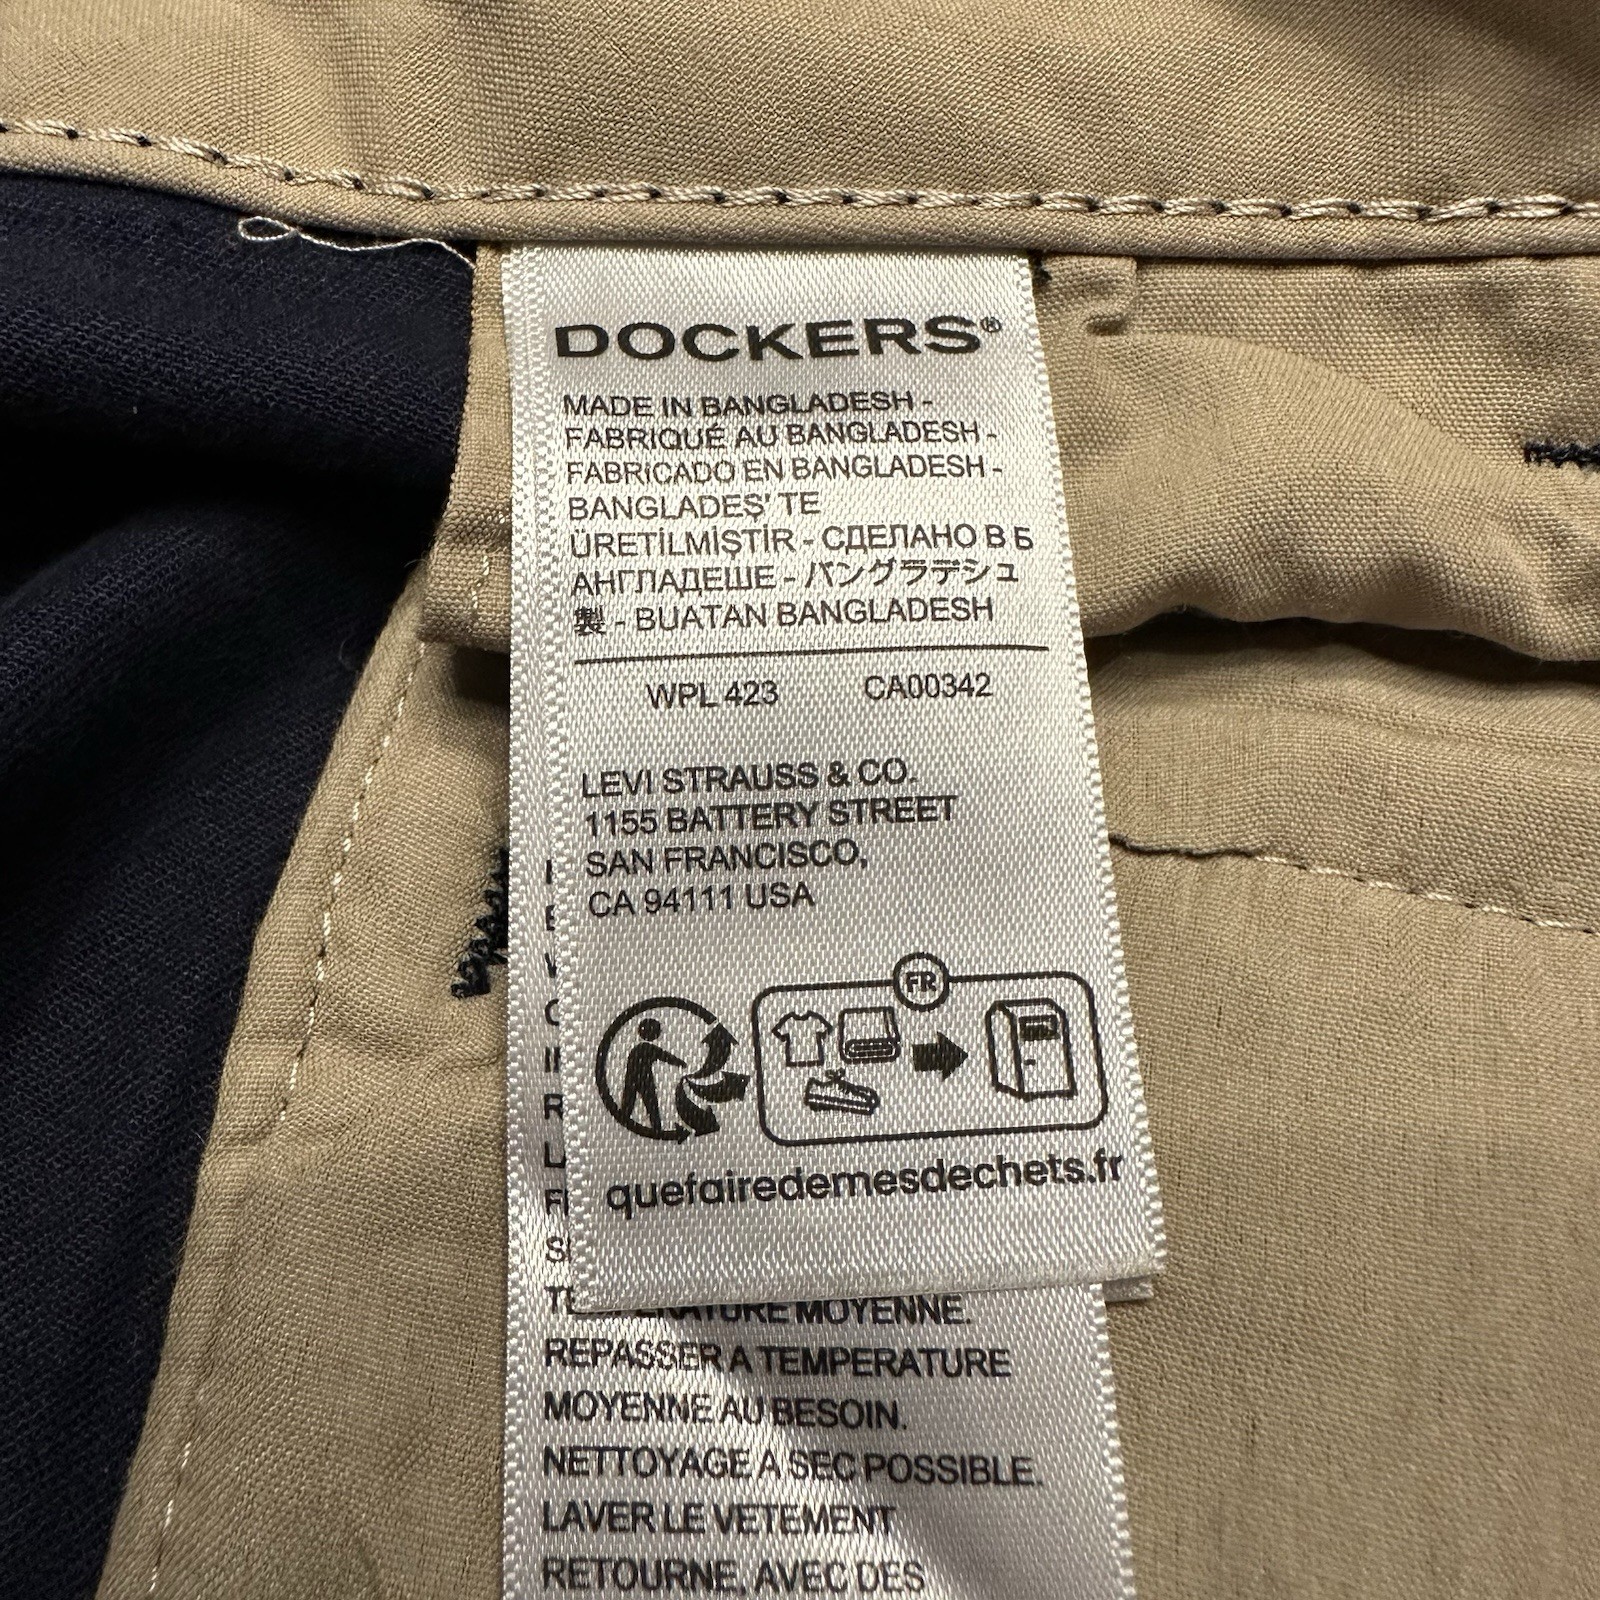 DOCKERS®
MADE IN BANGLADESH -
FABRIQUÉ AU BANGLADESH -
FABRICADO EN BANGLADESH -
BANGLADEŞ' TE
ÜRETİLMİŞTİR - СДЕЛАНО В Б
АНГЛАДЕШЕ - バングラデシュ
製 - BUATAN BANGLADESH
WPL 423 CA00342
LEVI STRAUSS & CO.
1155 BATTERY STREET
SAN FRANCISCO,
CA 94111 USA
FR
quefairedemesdechets.fr
TEMPERATURE MOYENNE.
REPASSER A TEMPERATURE
MOYENNE AU BESOIN.
NETTOYAGE A SEC POSSIBLE.
LAVER LE VETEMENT
RETOURNE, AVEC DES